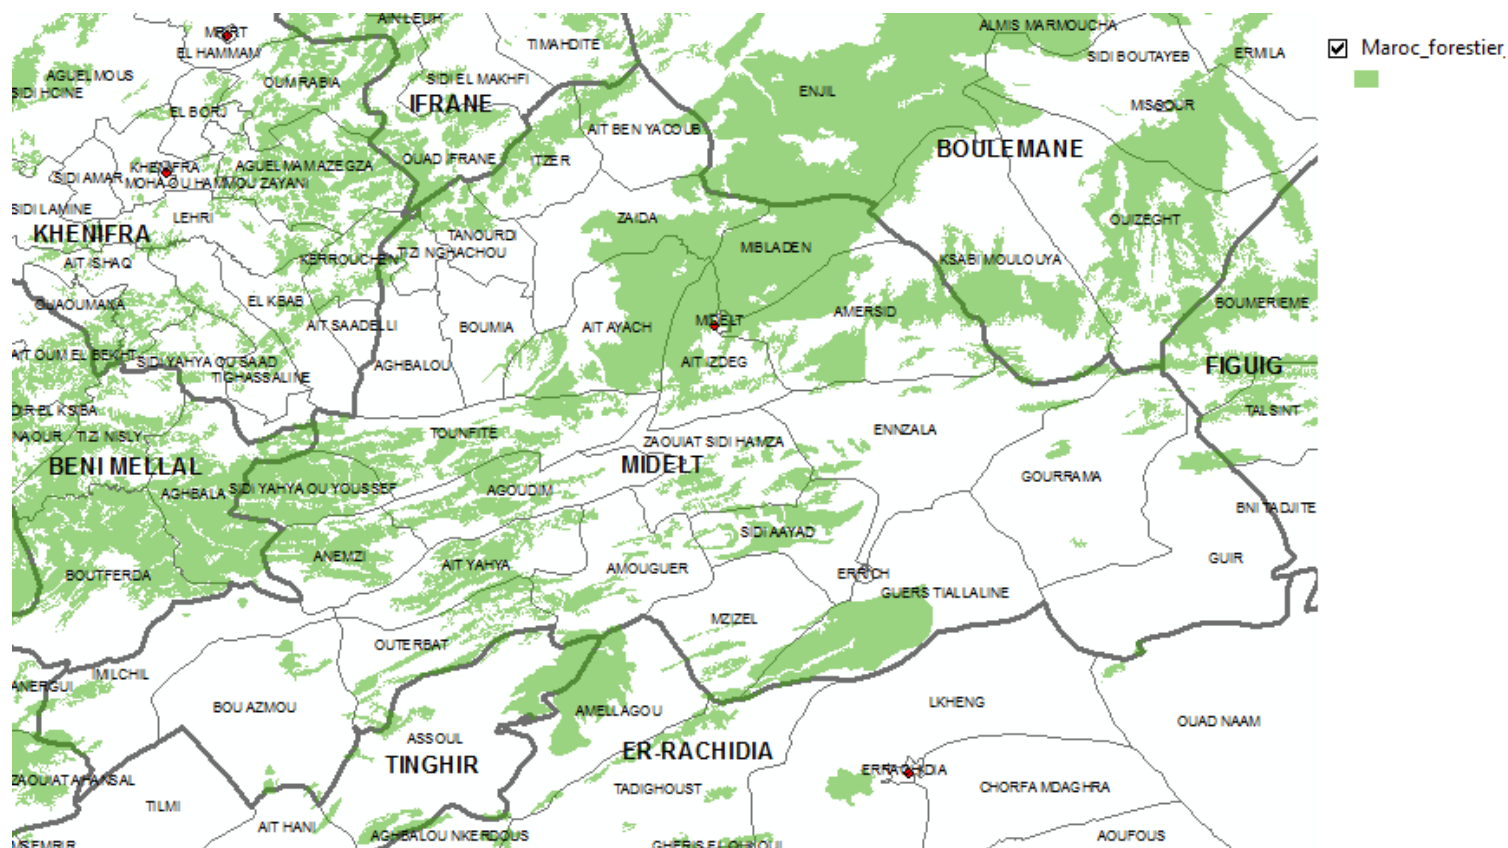 AIN LEUH
ALMIS MARMOUCHA
MRIRT
EL HAMMAM
TIMAHDITE
SIDI BOUTAYEB
ERMILA
Maroc_forestier_
AGUELMOUS
SIDI HCINE
OUM RABIA
SIDI EL MAKHFI
ENJIL
IFRANE
MISSOUR
EL BORJ
AIT BEN YACOUB
BOULEMANE
KHENIFRA
SIDI AMAR
MOHA OU HAMMOU ZAYANI
AGUELMAM AZEGZA
OUAD IFRANE
ITZER
SIDI LAMINE
LEHRI
ZAIDA
OUIZEGHT
KHENIFRA
TANOURDI
MIBLADEN
AIT ISHAQ
KERROUCHEN
TIZI NGHACHOU
KSABI MOULOUYA
OUAOUMANA
EL KBAB
BOUMERIEME
AIT SAADELLI
BOUMIA
AIT AYACH
MIDELT
AMERSID
AIT OUM EL BEKHT
SIDI YAHYA OU SAAD
AGHBALOU
AIT IZDEG
FIGUIG
TIGHASSALINE
DIR EL KSIBA
TALSINT
NAOUR
TIZI NISLY
TOUNFITE
ZAOUIAT SIDI HAMZA
ENNZALA
BENI MELLAL
MIDELT
GOURRAMA
AGHBALA
SIDI YAHYA OU YOUSSEF
AGOUDIM
BNI TADJITE
SIDI AAYAD
ANEMZI
AIT YAHYA
AMOUGUER
ERRICH
GUIR
BOUTFERDA
GUERS TIALLALINE
MZIZEL
OUTERBAT
IMILCHIL
ANERGUI
BOU AZMOU
AMELLAGOU
LKHENG
OUAD NAAM
ASSOUL
TINGHIR
ER-RACHIDIA
ERRACHIDIA
ZAOUIAT AHANSAL
TADIGHOUST
CHORFA MDAGHRA
TILMI
AIT HANI
AGHBALOU NKERDOUS
AOUFOUS
MSEMRIR